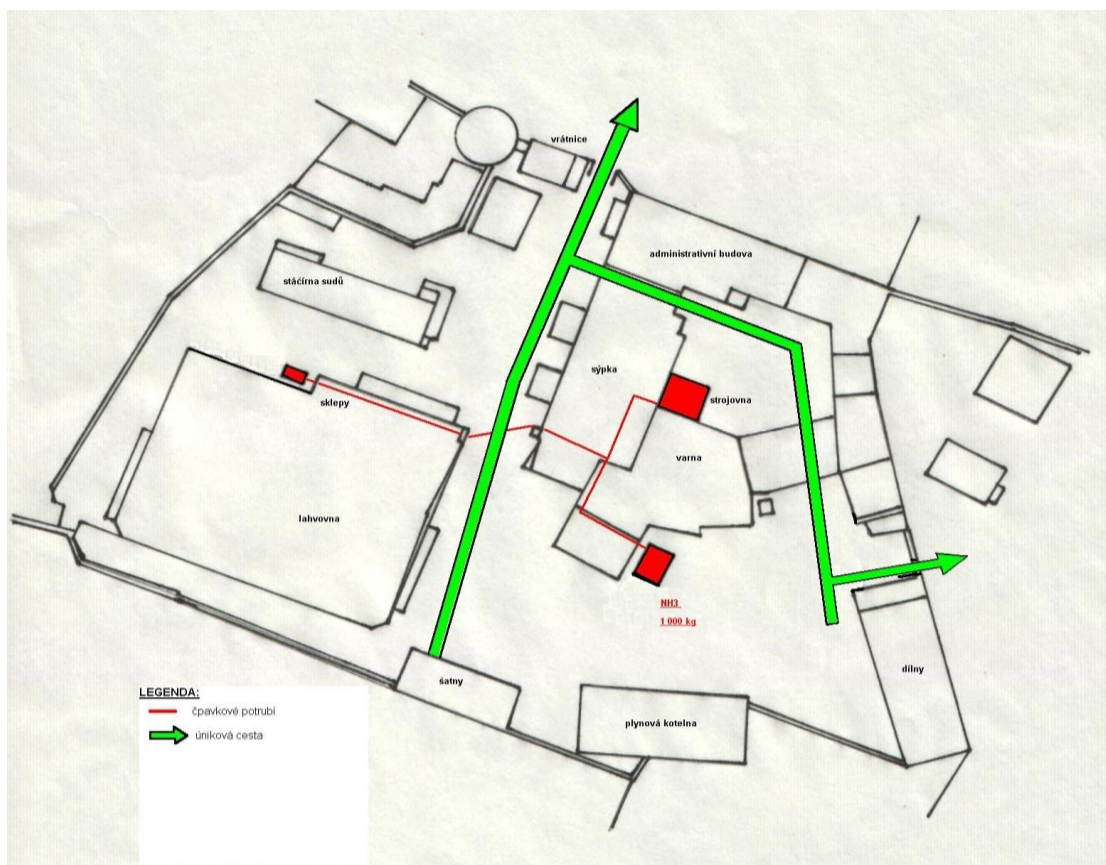 vrátnice
administrativní budova
stáčírna sudů
sýpka
strojovna
sklepy
varna
lahvovna
NH3
1 000 kg
šatny
dílny
plynová kotelna
LEGENDA:
čpavkové potrubí
úniková cesta